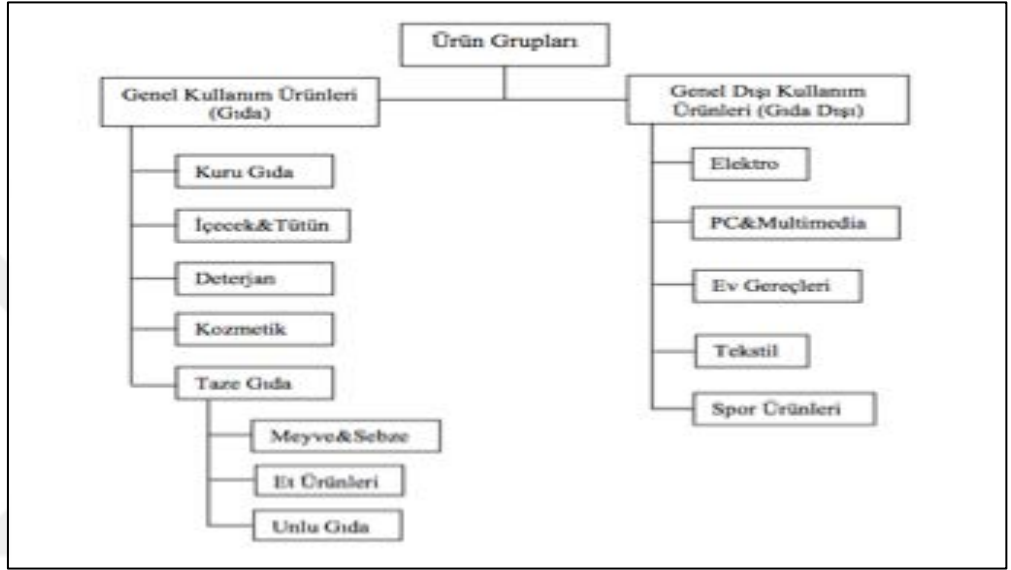 Ürün Grupları
Genel Kullanım Ürünleri
(Gıda)
Kuru Gıda
İçecek&Tütün
Deterjan
Kozmetik
Taze Gıda
Meyve&Sebze
Et Ürünleri
Unlu Gıda
Genel Dışı Kullanım
Ürünleri (Gıda Dışı)
Elektro
PC&Multimedia
Ev Gereçleri
Tekstil
Spor Ürünleri